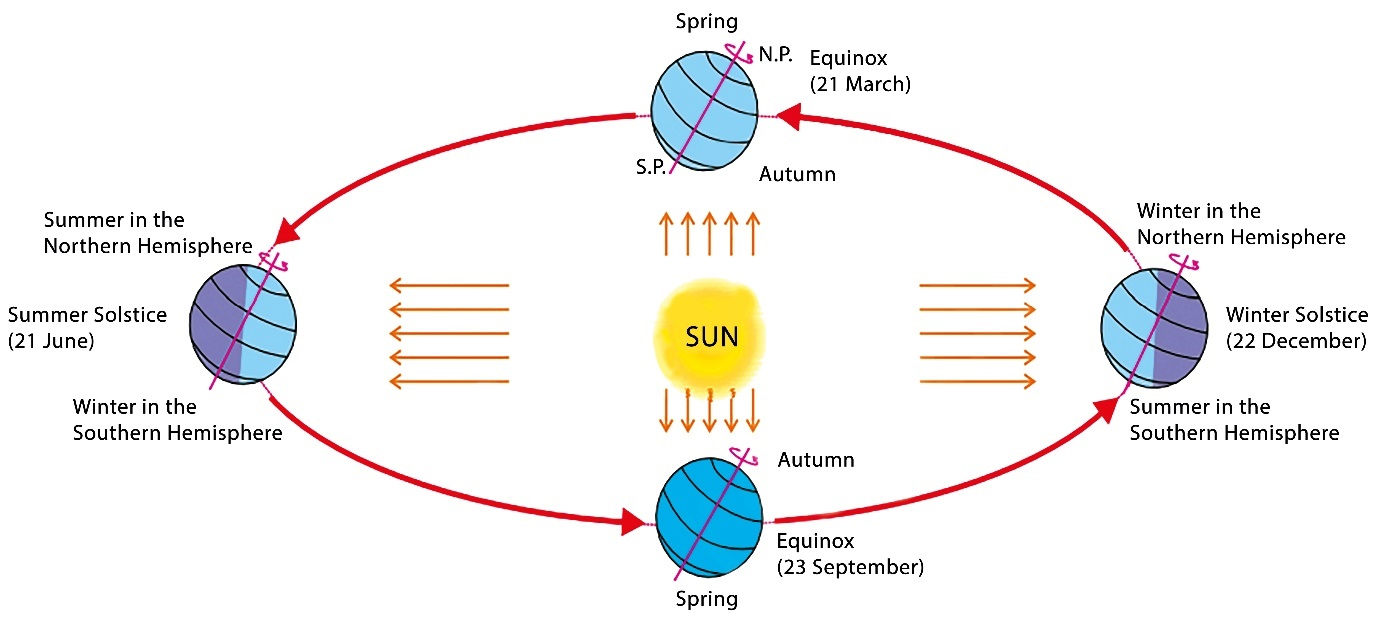 Spring
N.P.
Equinox
(21 March)
S.P.
Autumn
Summer in the
Northern Hemisphere
Summer Solstice
(21 June)
Winter in the
Southern Hemisphere
SUN
Winter in the
Northern Hemisphere
Winter Solstice
(22 December)
Summer in the
Southern Hemisphere
Autumn
Equinox
(23 September)
Spring